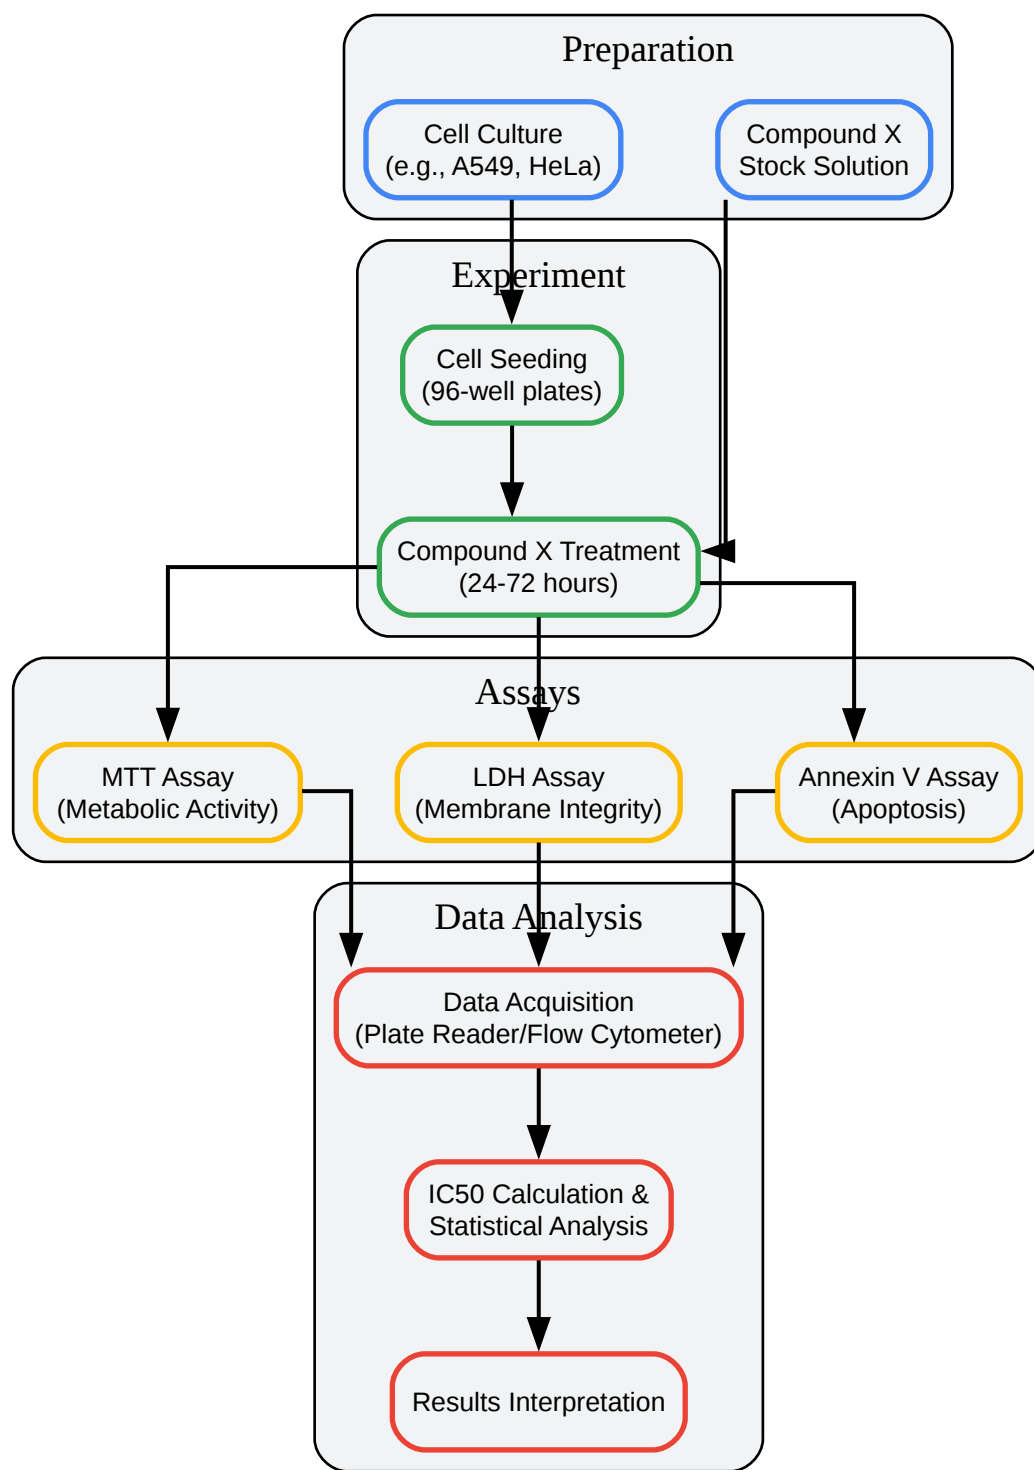 Preparation
Cell Culture
(e.g., A549, HeLa)
Compound X
Stock Solution
Experiment
Cell Seeding
(96-well plates)
Compound X Treatment
(24-72 hours)
Assays
MTT Assay
(Metabolic Activity)
LDH Assay
(Membrane Integrity)
Annexin V Assay
(Apoptosis)
Data Analysis
Data Acquisition
(Plate Reader/Flow Cytometer)
IC50 Calculation &
Statistical Analysis
Results Interpretation